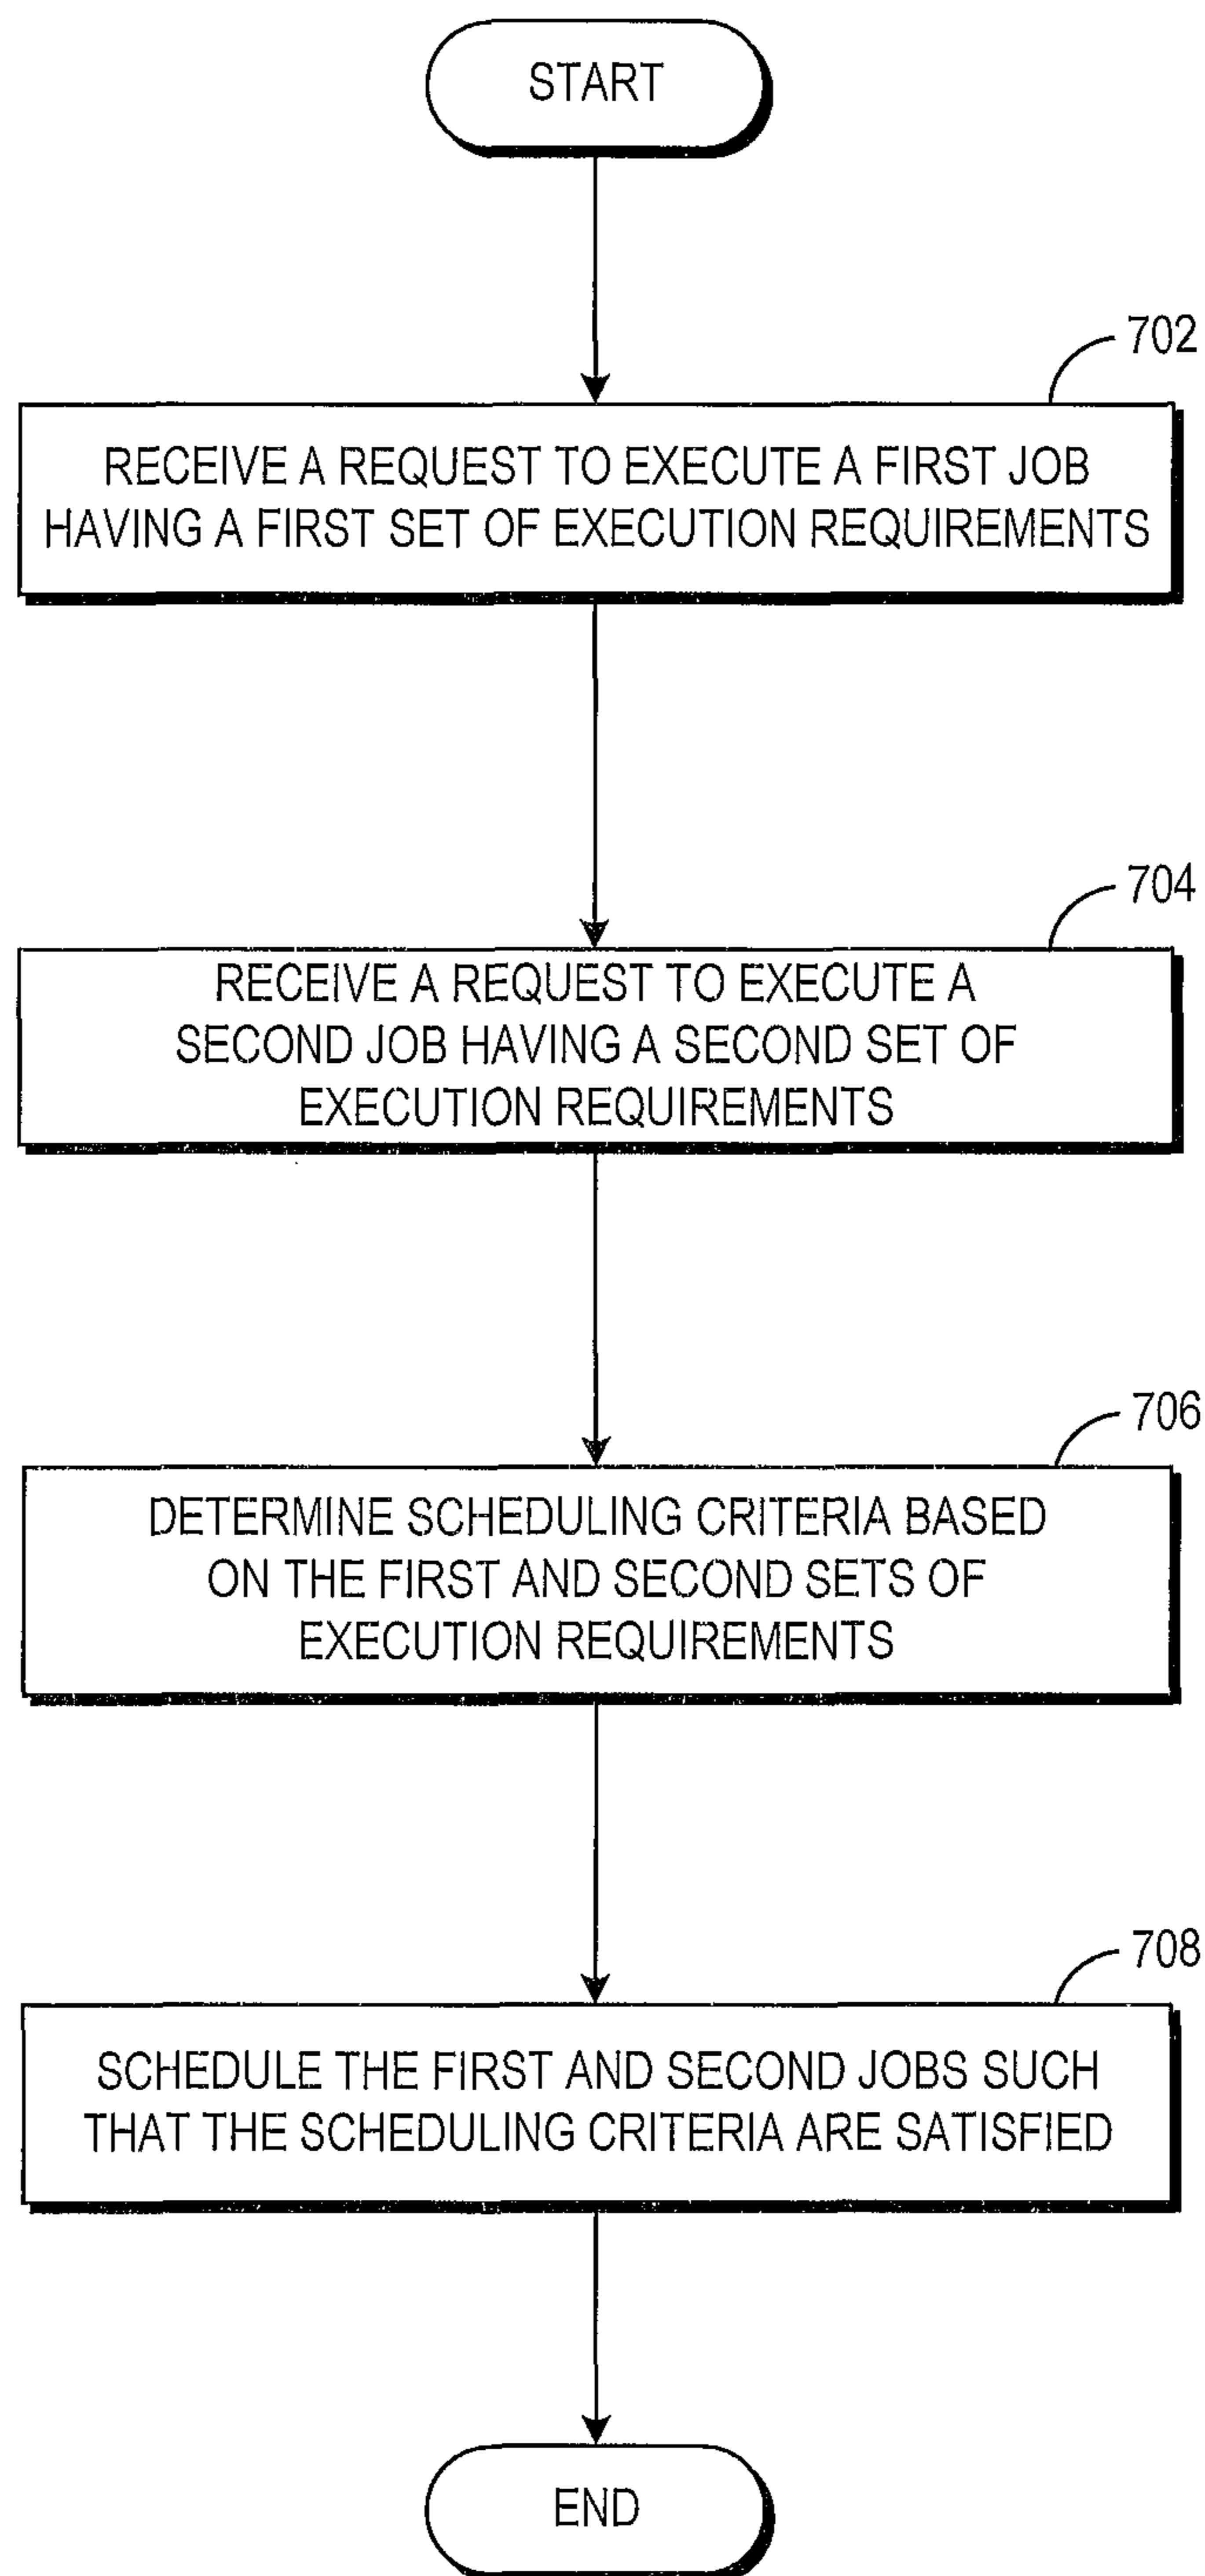 START
702
RECEIVE A REQUEST TO EXECUTE A FIRST JOB
HAVING A FIRST SET OF EXECUTION REQUIREMENTS
704
RECEIVE A REQUEST TO EXECUTE A
SECOND JOB HAVING A SECOND SET OF
EXECUTION REQUIREMENTS
706
DETERMINE SCHEDULING CRITERIA BASED
ON THE FIRST AND SECOND SETS OF
EXECUTION REQUIREMENTS
708
SCHEDULE THE FIRST AND SECOND JOBS SUCH
THAT THE SCHEDULING CRITERIA ARE SATISFIED
END